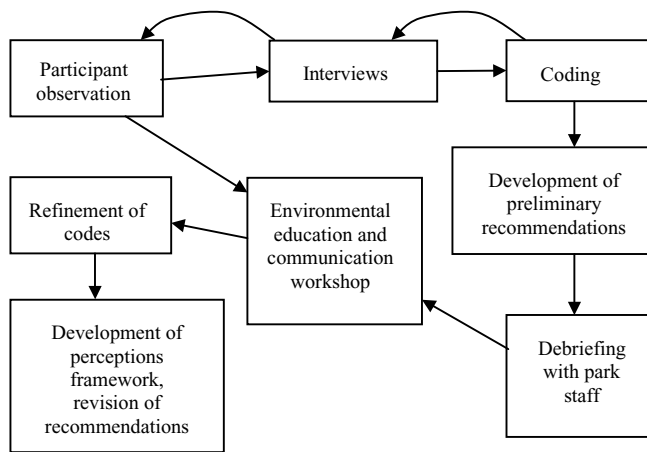 Participant
observation
Interviews
Coding
Development of
preliminary
recommendations
Debriefing
with park
staff
Environmental
education and
communication
workshop
Refinement of
codes
Development of
perceptions
framework,
revision of
recommendations